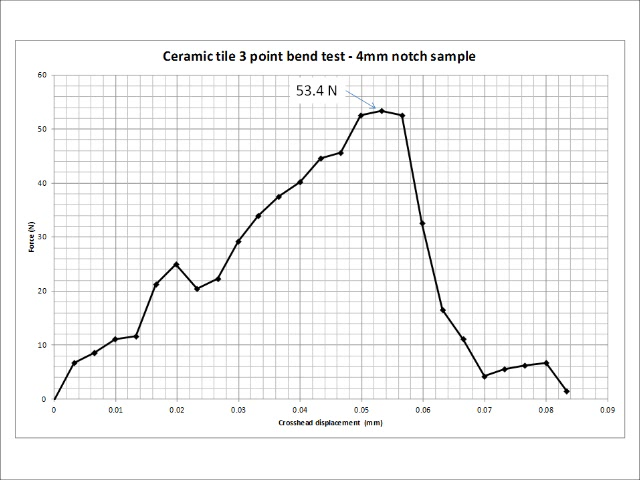 Ceramic tile 3 point bend test - 4mm notch sample
53.4 N
60
50
40
30
20
10
0
Force (N)
0 0.01 0.02 0.03 0.04 0.05 0.06 0.07 0.08 0.09
Crosshead displacement (mm)